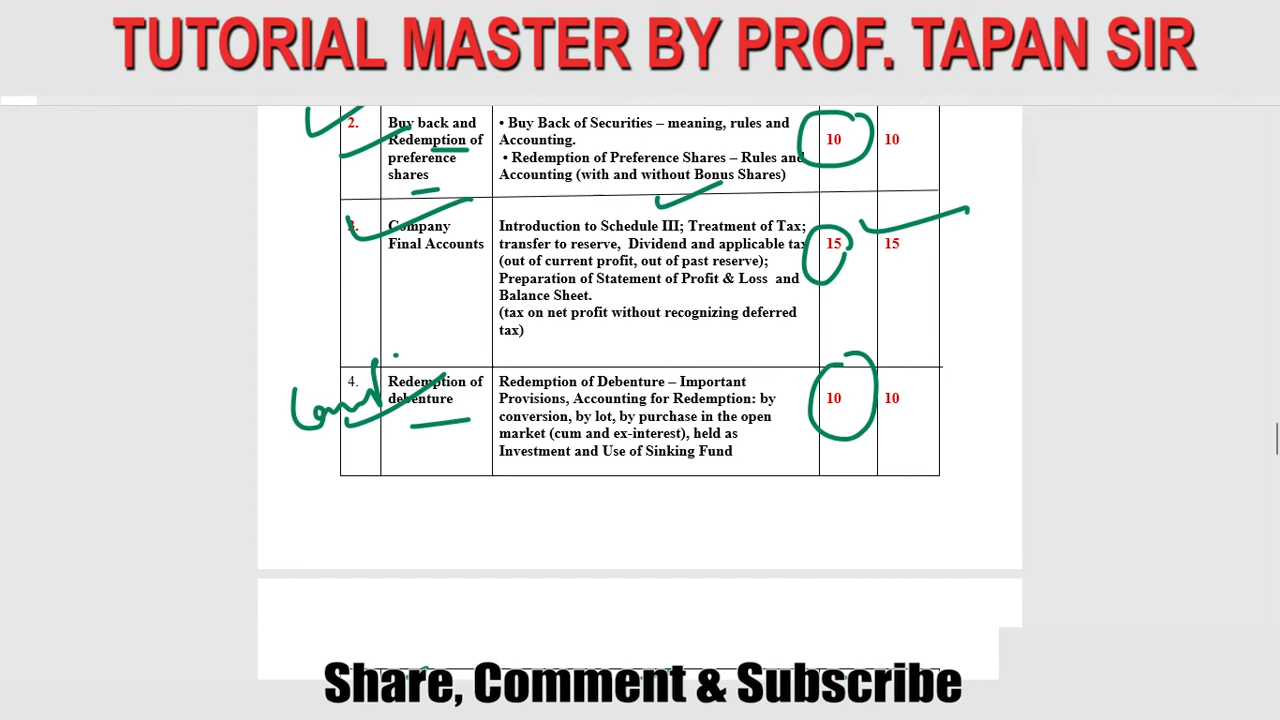 TUTORIAL MASTER BY PROF. TAPAN SIR
2. Buy back and Redemption of preference shares
• Buy Back of Securities – meaning, rules and
Accounting.
• Redemption of Preference Shares – Rules and
Accounting (with and without Bonus Shares)
10 10
3. Company
Final Accounts
Introduction to Schedule III; Treatment of Tax;
transfer to reserve, Dividend and applicable tax
(out of current profit, out of past reserve);
Preparation of Statement of Profit & Loss and
Balance Sheet.
(tax on net profit without recognizing deferred
tax)
15 15
4. Redemption of
debenture
Redemption of Debenture – Important
Provisions, Accounting for Redemption: by
conversion, by lot, by purchase in the open
market (cum and ex-interest), held as
Investment and Use of Sinking Fund
10 10
Share, Comment & Subscribe